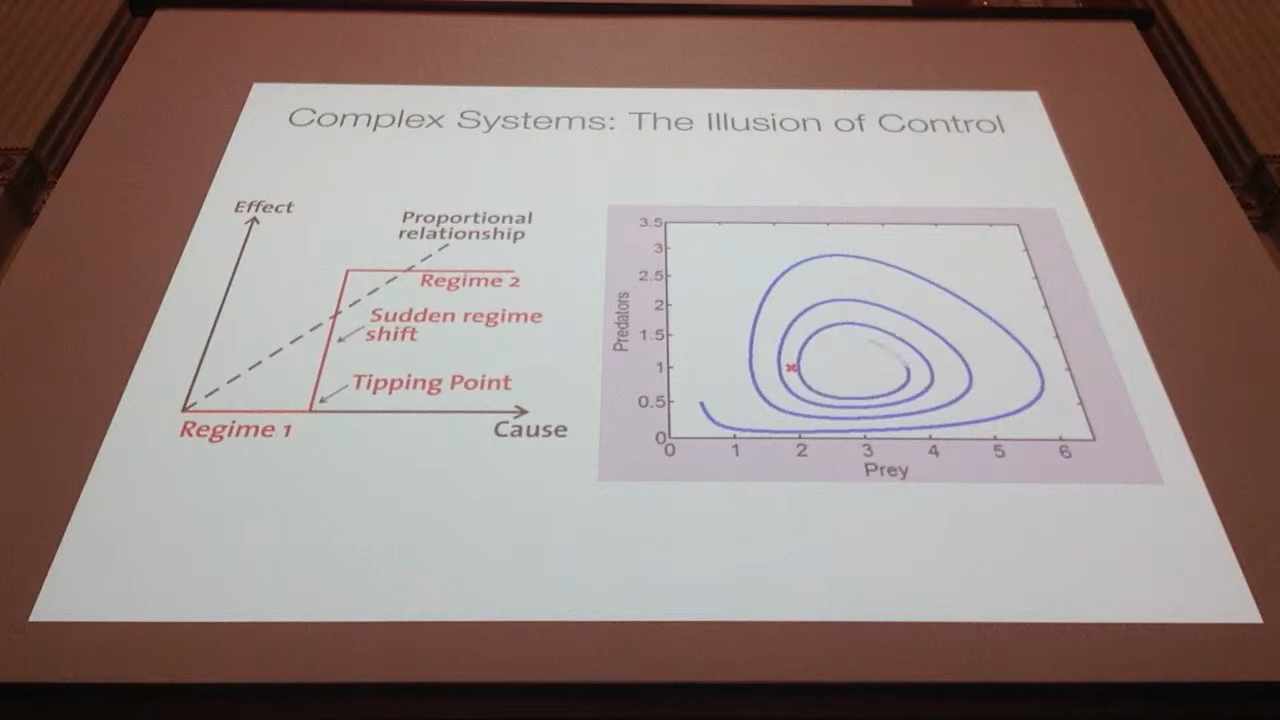 Complex Systems: The Illusion of Control
Effect
Proportional
relationship
Regime 2
Sudden regime
shift
Tipping Point
Regime 1
Cause
3.5
3
2.5
2
1.5
1
0.5
0
Predators
0 1 2 3 4 5 6
Prey